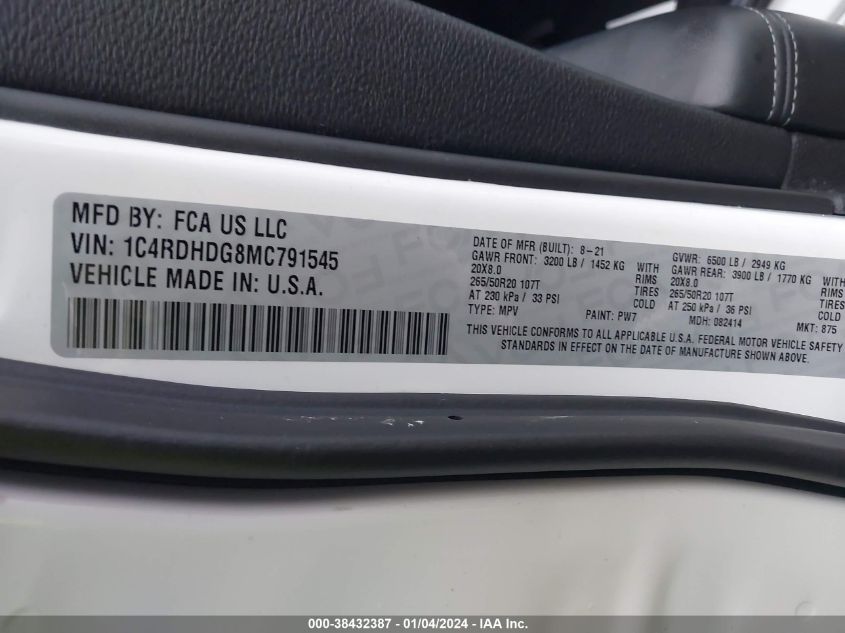 MFD BY: FCA US LLC
VIN: 1C4RDHDG8MC791545
VEHICLE MADE IN: U.S.A.
DATE OF MFR (BUILT): 8-21 GVWR: 6500 LB / 2949 KG
GAWR FRONT: 3200 LB / 1452 KG WITH GAWR REAR: 3900 LB / 1770 KG WITH
20X8.0 RIMS 20X8.0 RIMS
265/50R20 107T TIRES 265/50R20 107T TIRES
AT 230 kPa / 33 PSI COLD AT 250 kPa / 36 PSI COLD
TYPE: MPV PAINT: PW7 MDH: 082414 MKT: 875
THIS VEHICLE CONFORMS TO ALL APPLICABLE U.S.A. FEDERAL MOTOR VEHICLE SAFETY
STANDARDS IN EFFECT ON THE DATE OF MANUFACTURE SHOWN ABOVE.
000-38432387 - 01/04/2024 - IAA Inc.